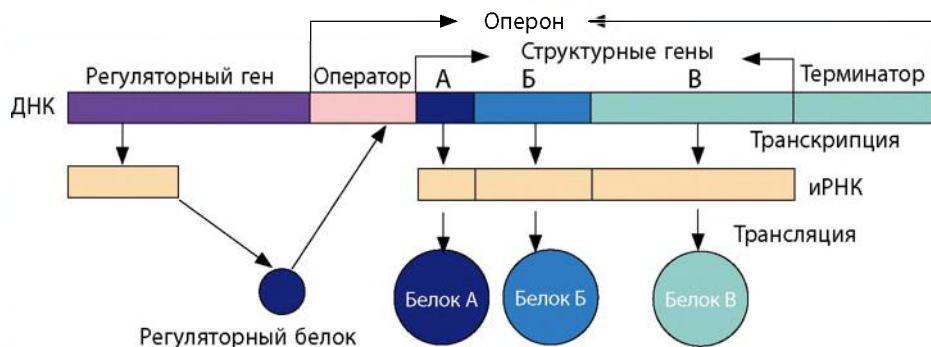 Оперон
Структурные гены
Регуляторный ген
Оператор
А
Б
В
Терминатор
ДНК
Транскрипция
иРНК
Трансляция
Белок А
Белок Б
Белок В
Регуляторный белок